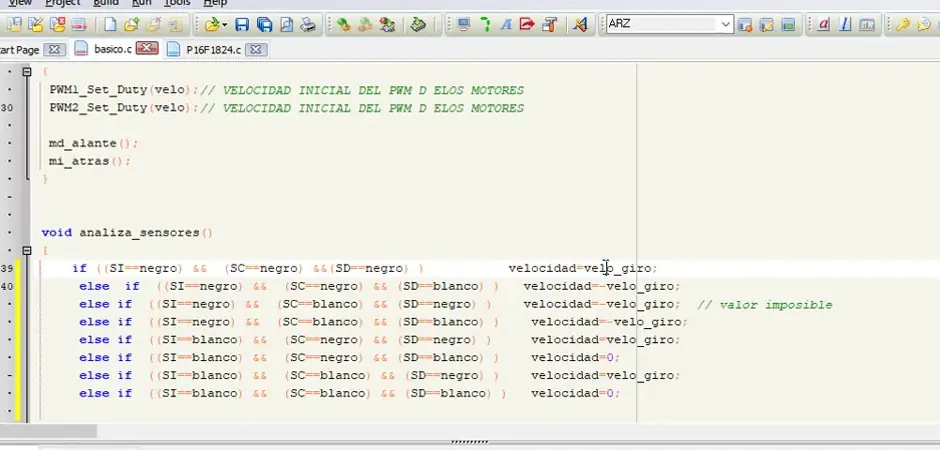 View Project Build Run Tools Help
ARZ
art Page basico.c P16F1824.c
{
PWM1_Set_Duty(velo);// VELOCIDAD INICIAL DEL PWM D ELOS MOTORES
30 PWM2_Set_Duty(velo);// VELOCIDAD INICIAL DEL PWM D ELOS MOTORES
md_alante();
mi_atras();
}
void analiza_sensores()
{
39 if ((SI==negro) && (SC==negro) &&(SD==negro) ) velocidad=velo_giro;
40 else if ((SI==negro) && (SC==negro) && (SD==blanco) ) velocidad=-velo_giro;
else if ((SI==negro) && (SC==blanco) && (SD==negro) ) velocidad=-velo_giro; // valor imposible
else if ((SI==negro) && (SC==blanco) && (SD==blanco) ) velocidad=-velo_giro;
else if ((SI==blanco) && (SC==negro) && (SD==negro) ) velocidad=velo_giro;
else if ((SI==blanco) && (SC==negro) && (SD==blanco) ) velocidad=0;
else if ((SI==blanco) && (SC==blanco) && (SD==negro) ) velocidad=velo_giro;
else if ((SI==blanco) && (SC==blanco) && (SD==blanco) ) velocidad=0;